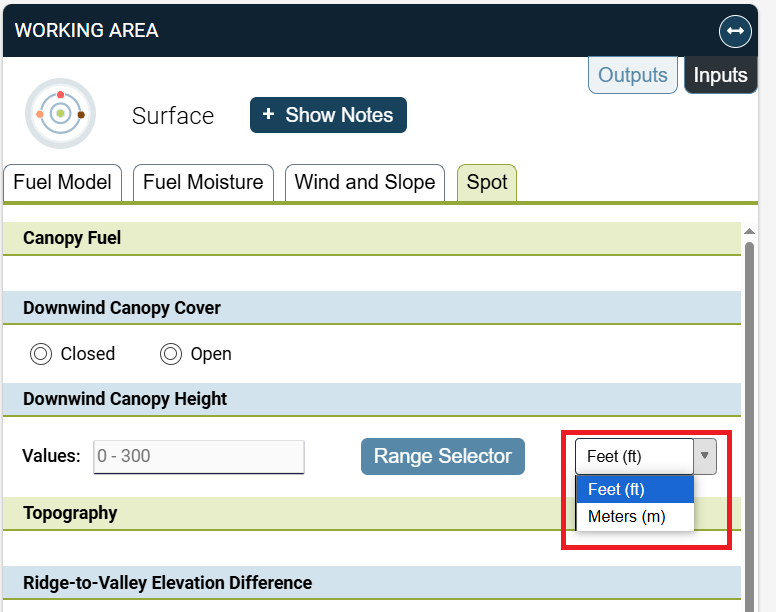 WORKING AREA
Outputs
Inputs
Surface
+ Show Notes
Fuel Model
Fuel Moisture
Wind and Slope
Spot
Canopy Fuel
Downwind Canopy Cover
Closed
Open
Downwind Canopy Height
Values:
0 - 300
Range Selector
Feet (ft)
Feet (ft)
Meters (m)
Topography
Ridge-to-Valley Elevation Difference